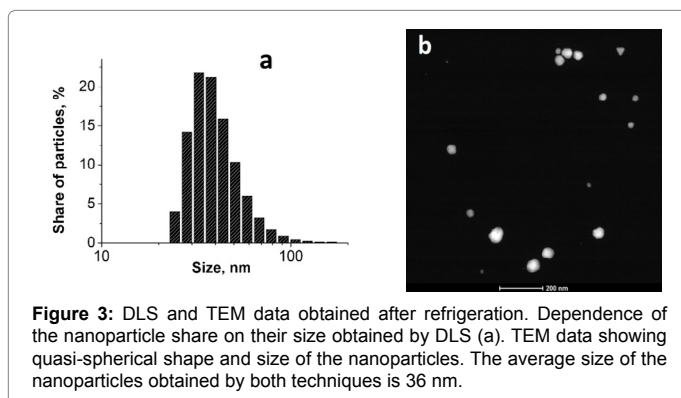 a
b
20
15
10
5
0
Share of particles, %
10
100
Size, nm
200 nm
Figure 3: DLS and TEM data obtained after refrigeration. Dependence of
the nanoparticle share on their size obtained by DLS (a). TEM data showing
quasi-spherical shape and size of the nanoparticles. The average size of the
nanoparticles obtained by both techniques is 36 nm.